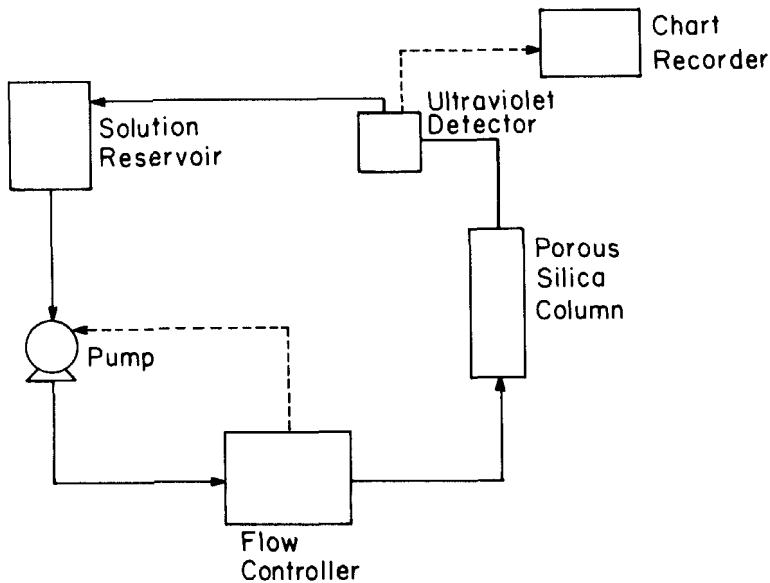 Chart
Recorder
Ultraviolet
Detector
Solution
Reservoir
Porous
Silica
Column
Pump
Flow
Controller